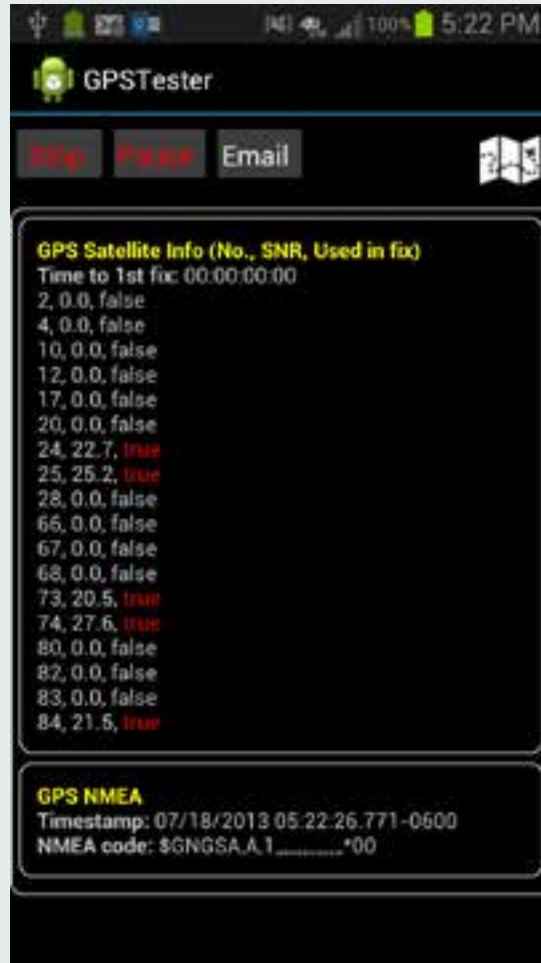 100% 5:22 PM
GPSTester
Stop Pause Email
GPS Satellite Info (No., SNR, Used in fix)
Time to 1st fix: 00:00:00:00
2, 0.0, false
4, 0.0, false
10, 0.0, false
12, 0.0, false
17, 0.0, false
20, 0.0, false
24, 22.7, true
25, 25.2, true
28, 0.0, false
66, 0.0, false
67, 0.0, false
68, 0.0, false
73, 20.5, true
74, 27.6, true
80, 0.0, false
82, 0.0, false
83, 0.0, false
84, 21.5, true
GPS NMEA
Timestamp: 07/18/2013 05:22:26.771-0600
NMEA code: $GNGSA,A,1,,,,,,,,,,,,,,,*00